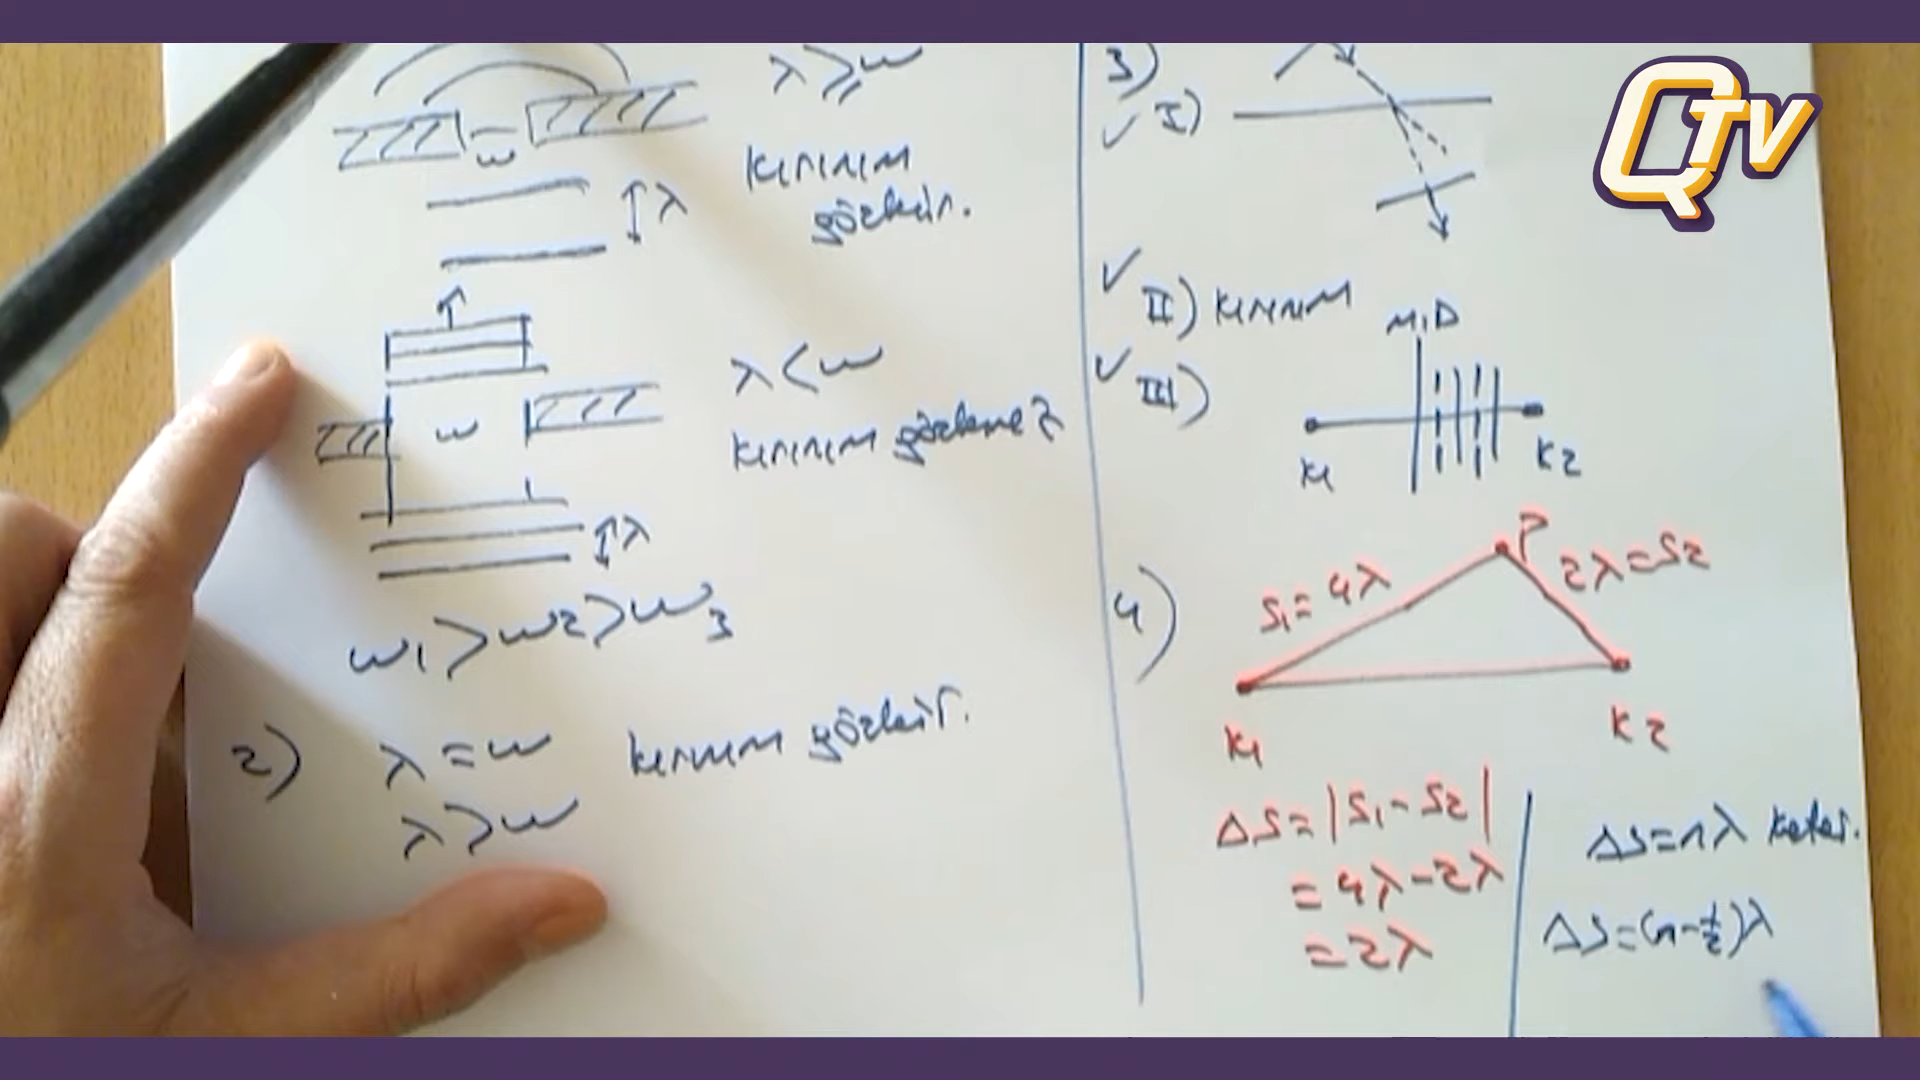 λ ⩾ w
w
kırınım
gözlenir.
λ
λ < w
kırınım gözlenmez
w
λ
w1 > w2 > w3
2) λ = w kırınım gözlenir.
λ > w
3)
✓ I)
✓ II) kırınım
M.D
✓ III)
K1
K2
4)
P
S1 = 4λ
2λ = S2
K1
K2
ΔS = |S1 - S2|
= 4λ - 2λ
= 2λ
ΔS = nλ
ΔS = (n - 1/2) λ
QTV